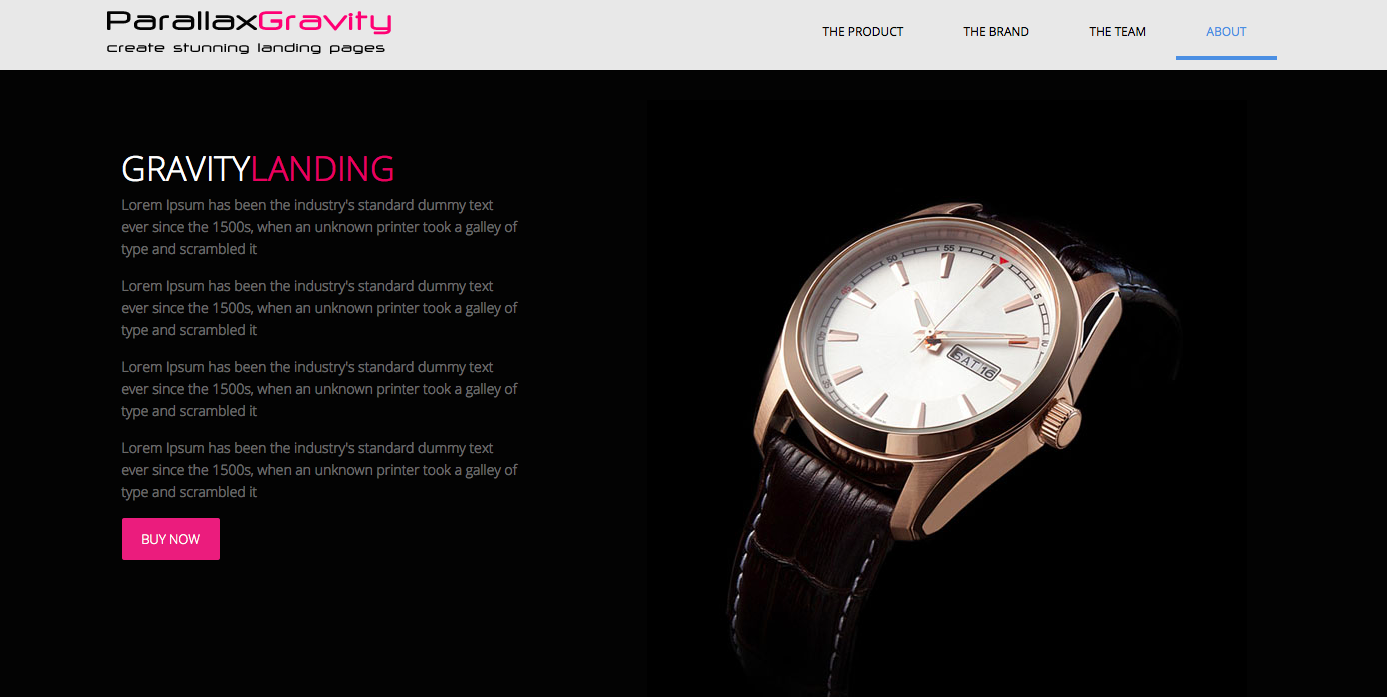 ParallaxGravity
create stunning landing pages
THE PRODUCT
THE BRAND
THE TEAM
ABOUT
GRAVITYLANDING
Lorem Ipsum has been the industry's standard dummy text
ever since the 1500s, when an unknown printer took a galley of
type and scrambled it
Lorem Ipsum has been the industry's standard dummy text
ever since the 1500s, when an unknown printer took a galley of
type and scrambled it
Lorem Ipsum has been the industry's standard dummy text
ever since the 1500s, when an unknown printer took a galley of
type and scrambled it
Lorem Ipsum has been the industry's standard dummy text
ever since the 1500s, when an unknown printer took a galley of
type and scrambled it
BUY NOW
50
55
5
10
SAT 16